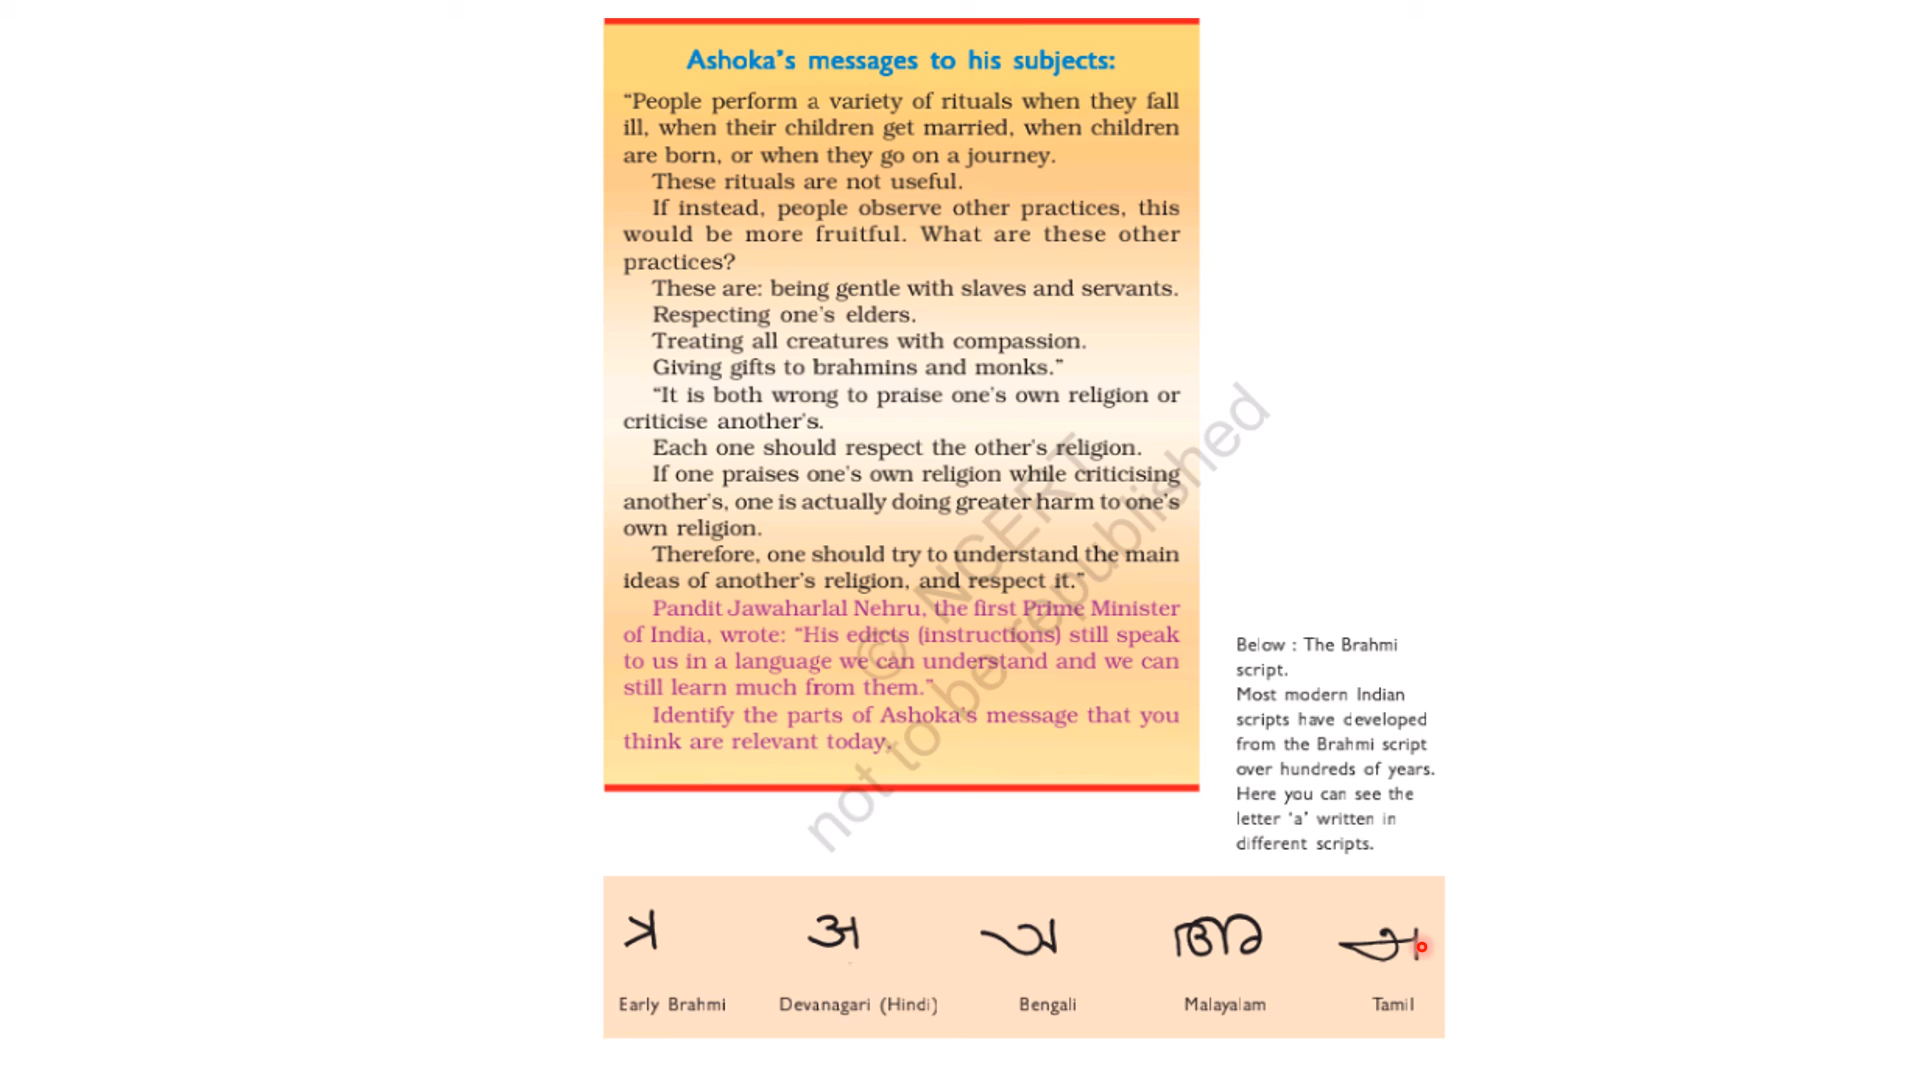 Ashoka's messages to his subjects:
"People perform a variety of rituals when they fall
ill, when their children get married, when children
are born, or when they go on a journey.
These rituals are not useful.
If instead, people observe other practices, this
would be more fruitful. What are these other
practices?
These are: being gentle with slaves and servants.
Respecting one's elders.
Treating all creatures with compassion.
Giving gifts to brahmins and monks."
"It is both wrong to praise one's own religion or
criticise another's.
Each one should respect the other's religion.
If one praises one's own religion while criticising
another's, one is actually doing greater harm to one's
own religion.
Therefore, one should try to understand the main
ideas of another's religion, and respect it."
Pandit Jawaharlal Nehru, the first Prime Minister
of India, wrote: "His edicts (instructions) still speak
to us in a language we can understand and we can
still learn much from them."
Identify the parts of Ashoka's message that you
think are relevant today.
© NCERT
not to be republished
Below : The Brahmi
script.
Most modern Indian
scripts have developed
from the Brahmi script
over hundreds of years.
Here you can see the
letter 'a' written in
different scripts.
𑀅 अ অ അ அ
Early Brahmi Devanagari (Hindi) Bengali Malayalam Tamil